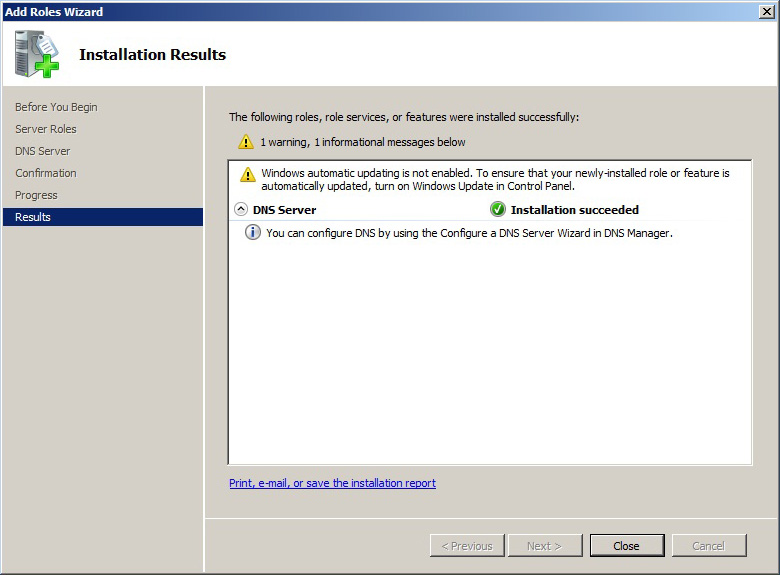 Add Roles Wizard
Installation Results
Before You Begin
Server Roles
DNS Server
Confirmation
Progress
Results
The following roles, role services, or features were installed successfully:
1 warning, 1 informational messages below
Windows automatic updating is not enabled. To ensure that your newly-installed role or feature is
automatically updated, turn on Windows Update in Control Panel.
DNS Server Installation succeeded
You can configure DNS by using the Configure a DNS Server Wizard in DNS Manager.
Print, e-mail, or save the installation report
< Previous Next > Close Cancel